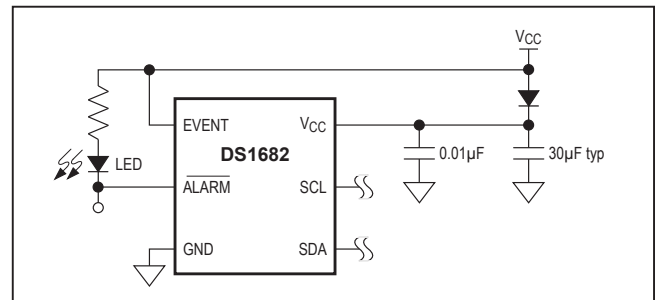 VCC
EVENT
VCC
DS1682
0.01µF
30µF typ
LED
ALARM
SCL
GND
SDA